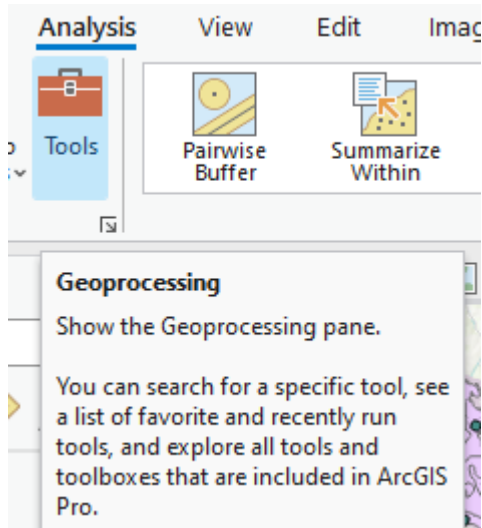 Analysis View Edit
Tools
Pairwise Buffer
Summarize Within
Geoprocessing
Show the Geoprocessing pane.
You can search for a specific tool, see
a list of favorite and recently run
tools, and explore all tools and
toolboxes that are included in ArcGIS
Pro.